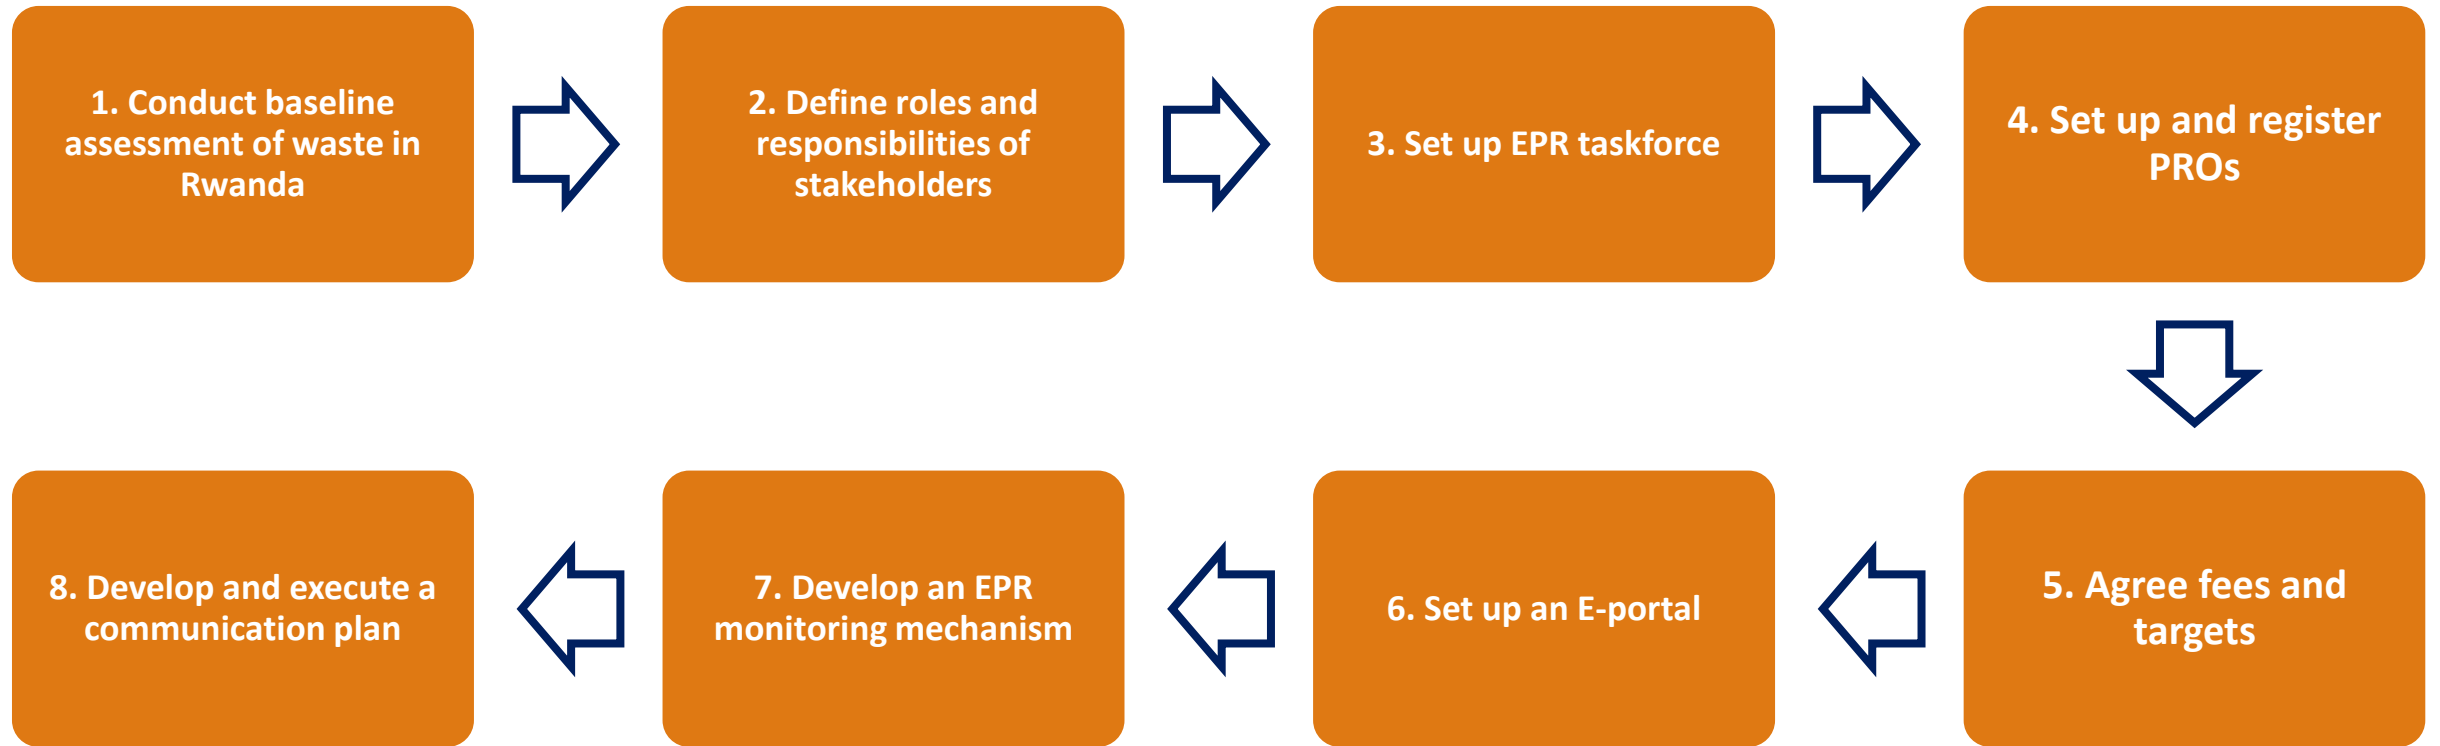 1. Conduct baseline
assessment of waste in
Rwanda
2. Define roles and
responsibilities of
stakeholders
3. Set up EPR taskforce
4. Set up and register
PROs
5. Agree fees and
targets
6. Set up an E-portal
7. Develop an EPR
monitoring mechanism
8. Develop and execute a
communication plan